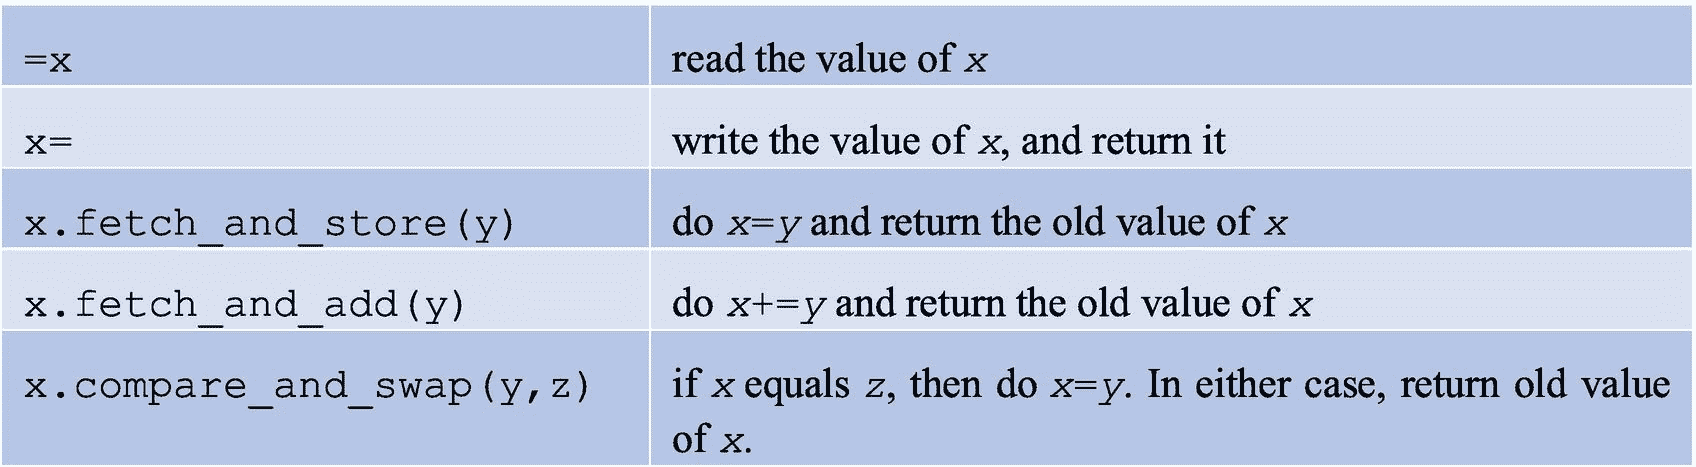 =x
read the value of x
x=
write the value of x, and return it
x.fetch_and_store(y)
do x=y and return the old value of x
x.fetch_and_add(y)
do x+=y and return the old value of x
x.compare_and_swap(y,z)
if x equals z, then do x=y. In either case, return old value
of x.